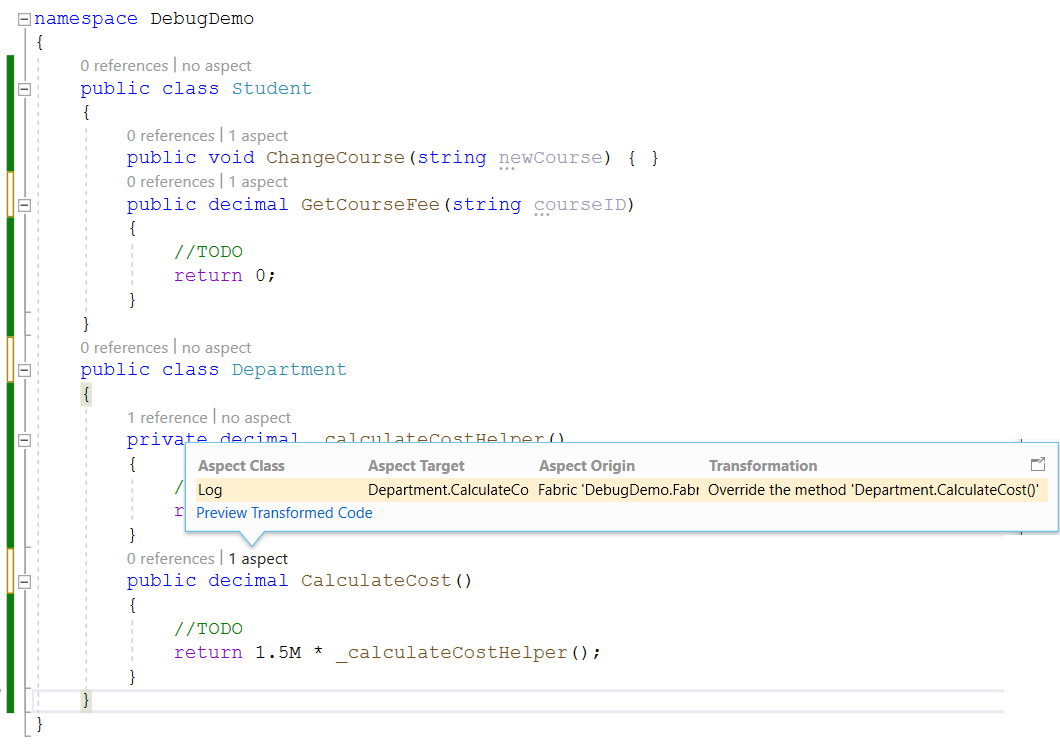 namespace DebugDemo
{
0 references | no aspect
public class Student
{
0 references | 1 aspect
public void ChangeCourse(string newCourse) { }
0 references | 1 aspect
public decimal GetCourseFee(string courseID)
{
//TODO
return 0;
}
}
0 references | no aspect
public class Department
{
1 reference | no aspect
private decimal _calculateCostHelper()
{
Aspect Class Aspect Target Aspect Origin Transformation
/
Log Department.CalculateCo Fabric 'DebugDemo.Fabr Override the method 'Department.CalculateCost()'
r
Preview Transformed Code
}
0 references | 1 aspect
public decimal CalculateCost()
{
//TODO
return 1.5M * _calculateCostHelper();
}
}
}